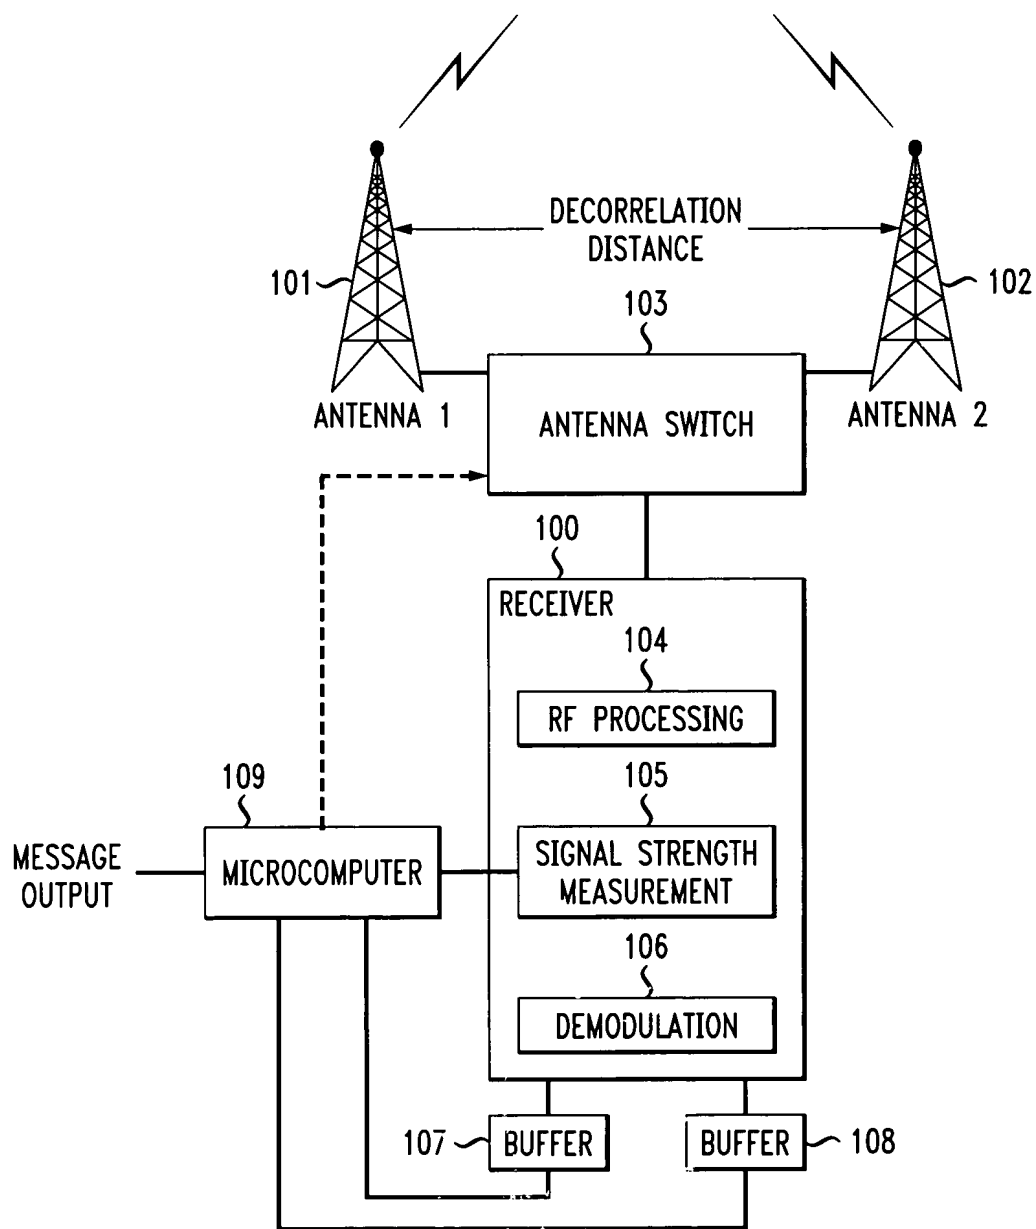 DECORRELATION
DISTANCE
101
102
103
ANTENNA 1
ANTENNA SWITCH
ANTENNA 2
100
RECEIVER
104
RF PROCESSING
105
109
SIGNAL STRENGTH
MEASUREMENT
MESSAGE
OUTPUT
MICROCOMPUTER
106
DEMODULATION
107
BUFFER
BUFFER
108